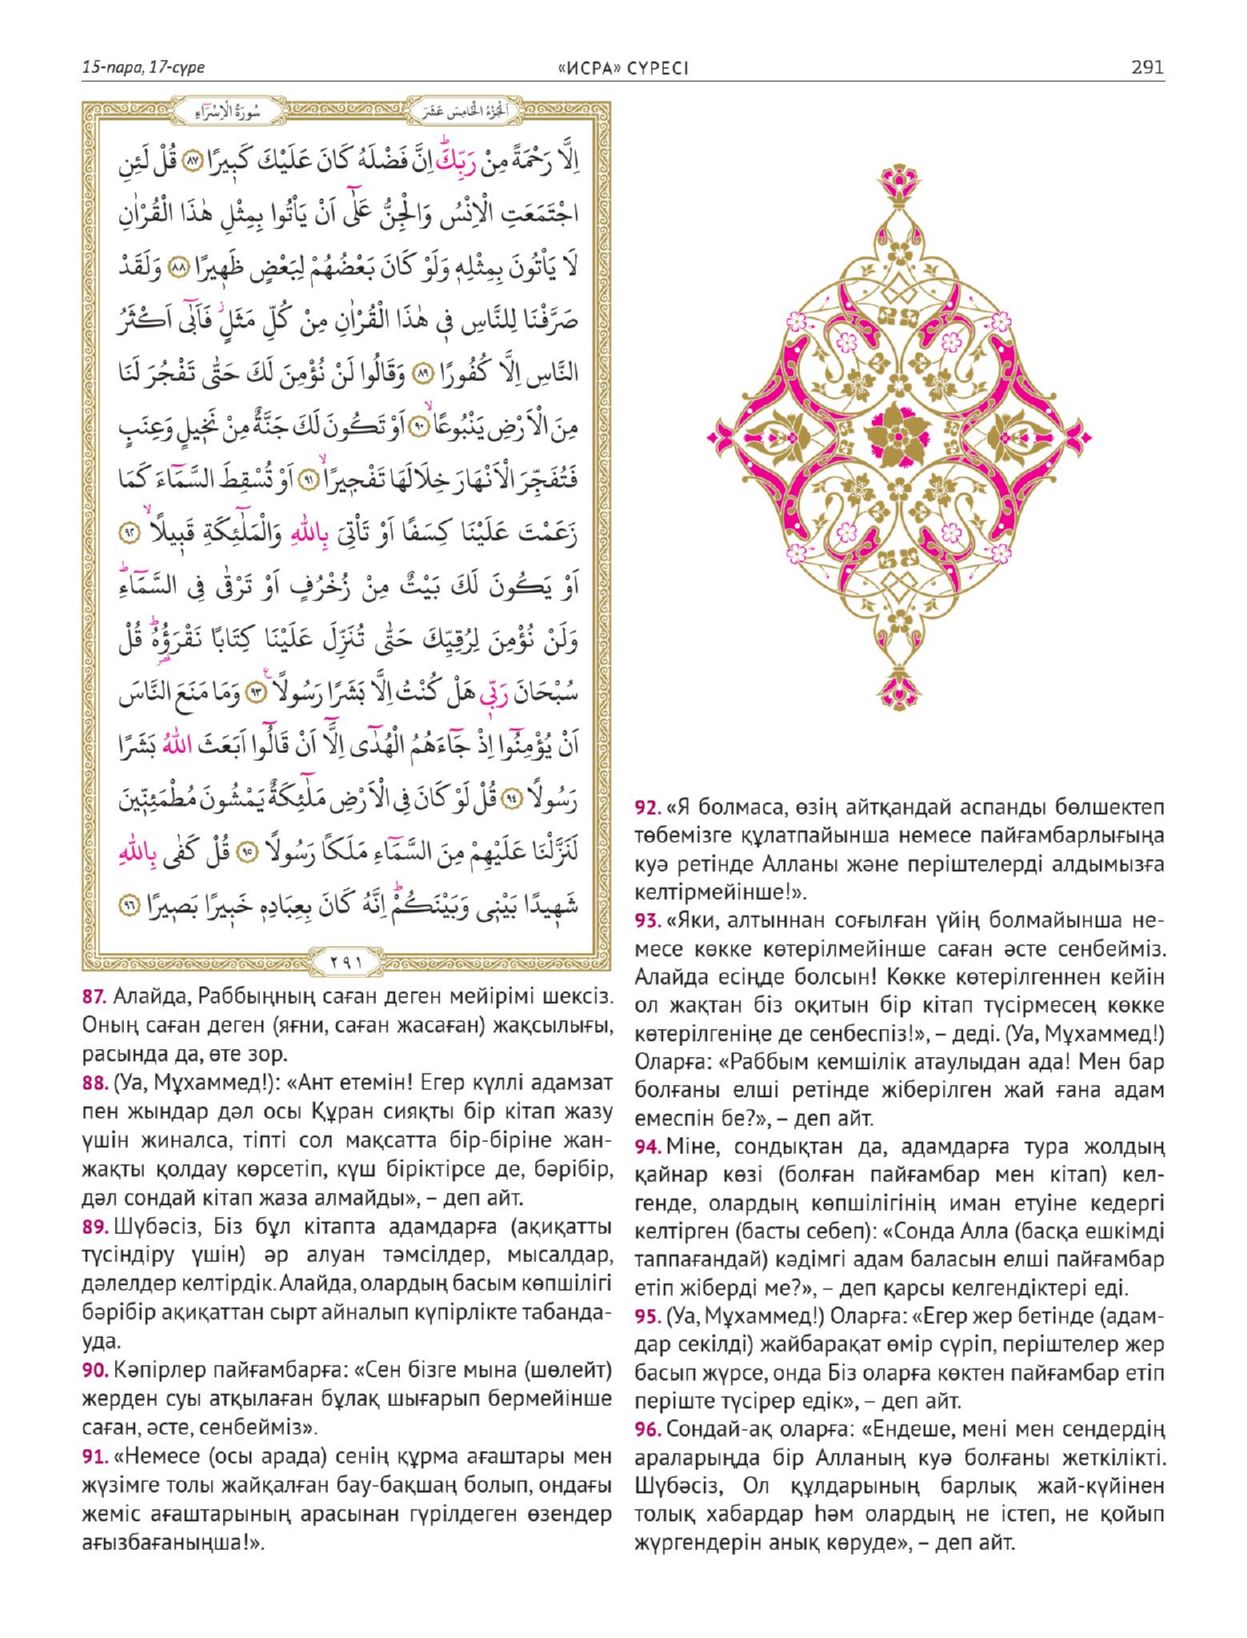 15-пара, 17-сүре
«ИСРА» СҮРЕСІ
291
اَلْجُزْءُ الْخَامِسَ عَشَرَ
سُورَةُ الْاِسْرَٓاءِ
اِلَّا رَحْمَةً مِنْ رَبِّكَۜ اِنَّ فَضْلَهُ كَانَ عَلَيْكَ كَب۪يرًا ﴿٨٧﴾ قُلْ لَئِنِ
اجْتَمَعَتِ الْاِنْسُ وَالْجِنُّ عَلٰٓى اَنْ يَأْتُوا بِمِثْلِ هٰذَا الْقُرْاٰنِ
لَا يَأْتُونَ بِمِثْلِه۪ وَلَوْ كَانَ بَعْضُهُمْ لِبَعْضٍ ظَه۪يرًا ﴿٨٨﴾ وَلَقَدْ
صَرَّفْنَا لِلنَّاسِ ف۪ي هٰذَا الْقُرْاٰنِ مِنْ كُلِّ مَثَلٍۘ فَاَبٰٓى اَكْثَرُ
النَّاسِ اِلَّا كُفُورًا ﴿٨٩﴾ وَقَالُوا لَنْ نُؤْمِنَ لَكَ حَتّٰى تَفْجُرَ لَنَا
مِنَ الْاَرْضِ يَنْبُوعًاۙ ﴿٩٠﴾ اَوْ تَكُونَ لَكَ جَنَّةٌ مِنْ نَخ۪يلٍ وَعِنَبٍ
فَتُفَجِّرَ الْاَنْهَارَ خِلَالَهَا تَفْج۪يرًاۙ ﴿٩١﴾ اَوْ تُسْقِطَ السَّمَٓاءَ كَمَا
زَعَمْتَ عَلَيْنَا كِسَفًا اَوْ تَأْتِيَ بِاللّٰهِ وَالْمَلٰٓئِكَةِ قَب۪يلًاۙ ﴿٩٢﴾
اَوْ يَكُونَ لَكَ بَيْتٌ مِنْ زُخْرُفٍ اَوْ تَرْقٰى فِي السَّمَٓاءِۜ
وَلَنْ نُؤْمِنَ لِرُقِيِّكَ حَتّٰى تُنَزِّلَ عَلَيْنَا كِتَابًا نَقْرَؤُ۬هُۜ قُلْ
سُبْحَانَ رَبّ۪ي هَلْ كُنْتُ اِلَّا بَشَرًا رَسُولًا۟ ﴿٩٣﴾ وَمَا مَنَعَ النَّاسَ
اَنْ يُؤْمِنُٓوا اِذْ جَٓاءَهُمُ الْهُدٰٓى اِلَّٓا اَنْ قَالُٓوا اَبَعَثَ اللّٰهُ بَشَرًا
رَسُولًا ﴿٩٤﴾ قُلْ لَوْ كَانَ فِي الْاَرْضِ مَلٰٓئِكَةٌ يَمْشُونَ مُطْمَئِنّ۪ينَ
لَنَزَّلْنَا عَلَيْهِمْ مِنَ السَّمَٓاءِ مَلَكًا رَسُولًا ﴿٩٥﴾ قُلْ كَفٰى بِاللّٰهِ
شَه۪يدًا بَيْن۪ي وَبَيْنَكُمْۜ اِنَّهُ كَانَ بِعِبَادِه۪ خَب۪يرًا بَص۪يرًا ﴿٩٦﴾
٢٩١
87. Алайда, Раббыңның саған деген мейірімі шексіз.
Оның саған деген (яғни, саған жасаған) жақсылығы,
расында да, өте зор.
88. (Уа, Мұхаммед!): «Ант етемін! Егер күллі адамзат
пен жындар дәл осы Құран сияқты бір кітап жазу
үшін жиналса, тіпті сол мақсатта бір-біріне жан-
жақты қолдау көрсетіп, күш біріктірсе де, бәрібір,
дәл сондай кітап жаза алмайды», – деп айт.
89. Шүбәсіз, Біз бұл кітапта адамдарға (ақиқатты
түсіндіру үшін) әр алуан тәмсілдер, мысалдар,
дәлелдер келтірдік. Алайда, олардың басым көпшілігі
бәрібір ақиқаттан сырт айналып күпірлікте табанда-
уда.
90. Кәпірлер пайғамбарға: «Сен бізге мына (шөлейт)
жерден суы атқылаған бұлақ шығарып бермейінше
саған, әсте, сенбейміз».
91. «Немесе (осы арада) сенің құрма ағаштары мен
жүзімге толы жайқалған бау-бақшаң болып, ондағы
жеміс ағаштарының арасынан гүрілдеген өзендер
ағызбағаныңша!».
92. «Я болмаса, өзің айтқандай аспанды бөлшектеп
төбемізге құлатпайынша немесе пайғамбарлығыңа
куә ретінде Алланы және періштелерді алдымызға
келтірмейінше!».
93. «Яки, алтыннан соғылған үйің болмайынша не-
месе көкке көтерілмейінше саған әсте сенбейміз.
Алайда есіңде болсын! Көкке көтерілгеннен кейін
ол жақтан біз оқитын бір кітап түсірмесең көкке
көтерілгеніңе де сенбеспіз!», – деді. (Уа, Мұхаммед!)
Оларға: «Раббым кемшілік атаулыдан ада! Мен бар
болғаны елші ретінде жіберілген жай ғана адам
емеспін бе?», – деп айт.
94. Міне, сондықтан да, адамдарға тура жолдың
қайнар көзі (болған пайғамбар мен кітап) кел-
генде, олардың көпшілігінің иман етуіне кедергі
келтірген (басты себеп): «Сонда Алла (басқа ешкімді
таппағандай) кәдімгі адам баласын елші пайғамбар
етіп жіберді ме?», – деп қарсы келгендіктері еді.
95. (Уа, Мұхаммед!) Оларға: «Егер жер бетінде (адам-
дар секілді) жайбарақат өмір сүріп, періштелер жер
басып жүрсе, онда Біз оларға көктен пайғамбар етіп
періште түсірер едік», – деп айт.
96. Сондай-ақ оларға: «Ендеше, мені мен сендердің
араларыңда бір Алланың куә болғаны жеткілікті.
Шүбәсіз, Ол құлдарының барлық жай-күйінен
толық хабардар һәм олардың не істеп, не қойып
жүргендерін анық көруде», – деп айт.